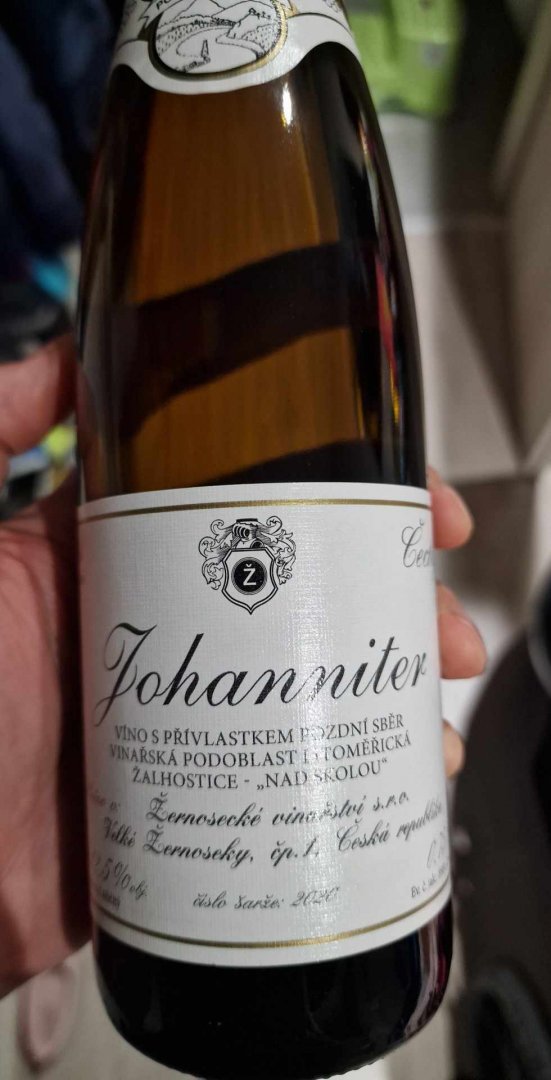 Ž
Johanniter
VÍNO S PŘÍVLASTKEM POZDNÍ SBĚR
VINAŘSKÁ PODOBLAST LITOMĚŘICKÁ
ŽALHOSTICE - „NAD ŠKOLOU“
Žernosecké vinařství s.r.o.
Velké Žernoseky, čp.1, Česká republika
číslo šarže: 2020
Ev. č.